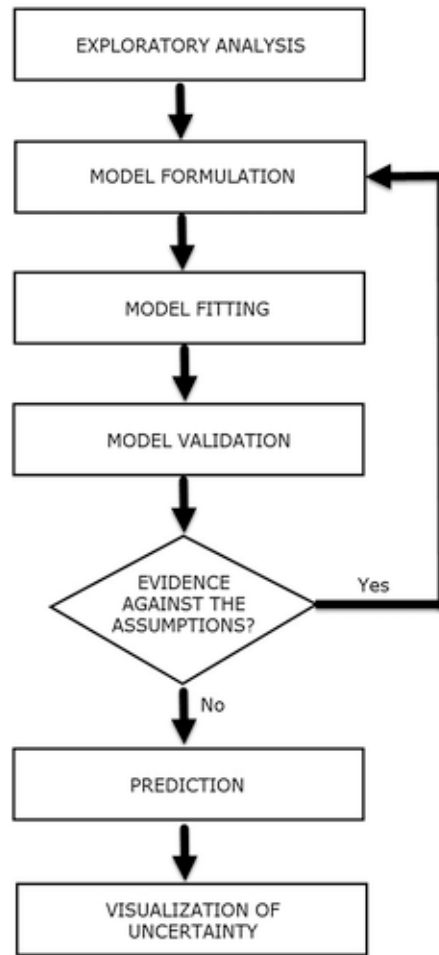 EXPLORATORY ANALYSIS
MODEL FORMULATION
MODEL FITTING
MODEL VALIDATION
EVIDENCE
AGAINST THE
ASSUMPTIONS?
Yes
No
PREDICTION
VISUALIZATION OF
UNCERTAINTY